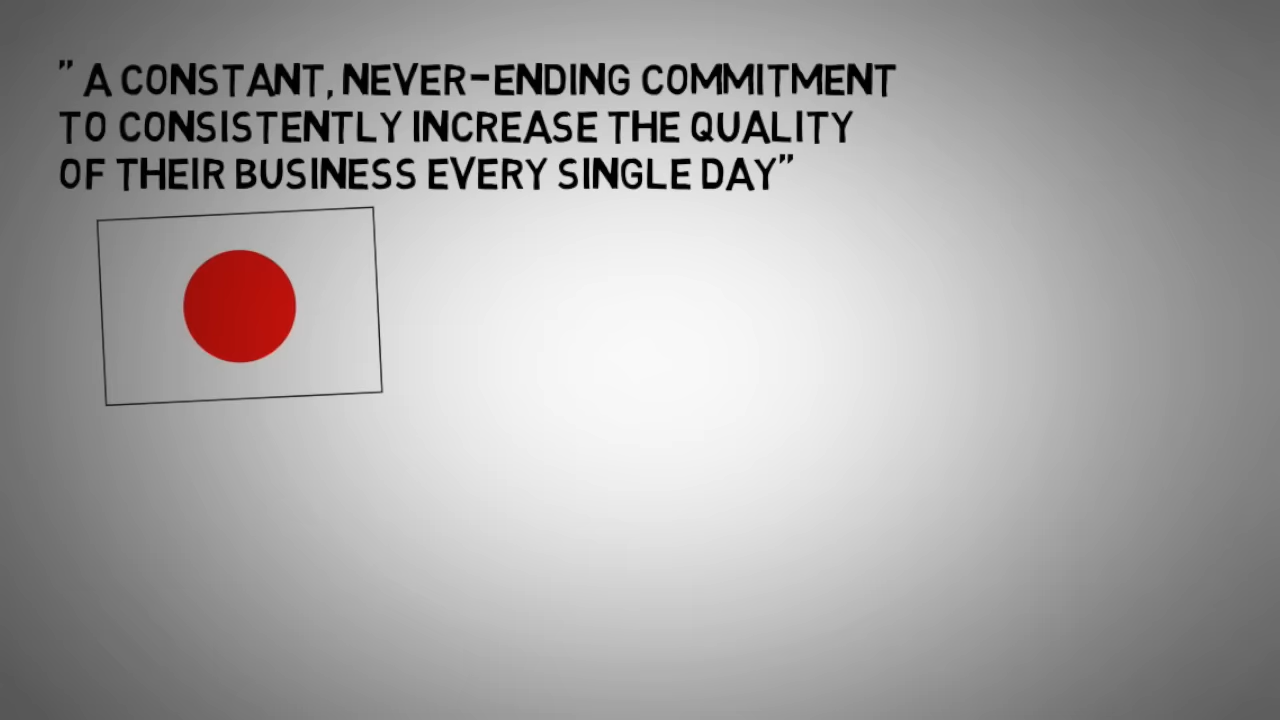 " A CONSTANT, NEVER-ENDING COMMITMENT
TO CONSISTENTLY INCREASE THE QUALITY
OF THEIR BUSINESS EVERY SINGLE DAY"